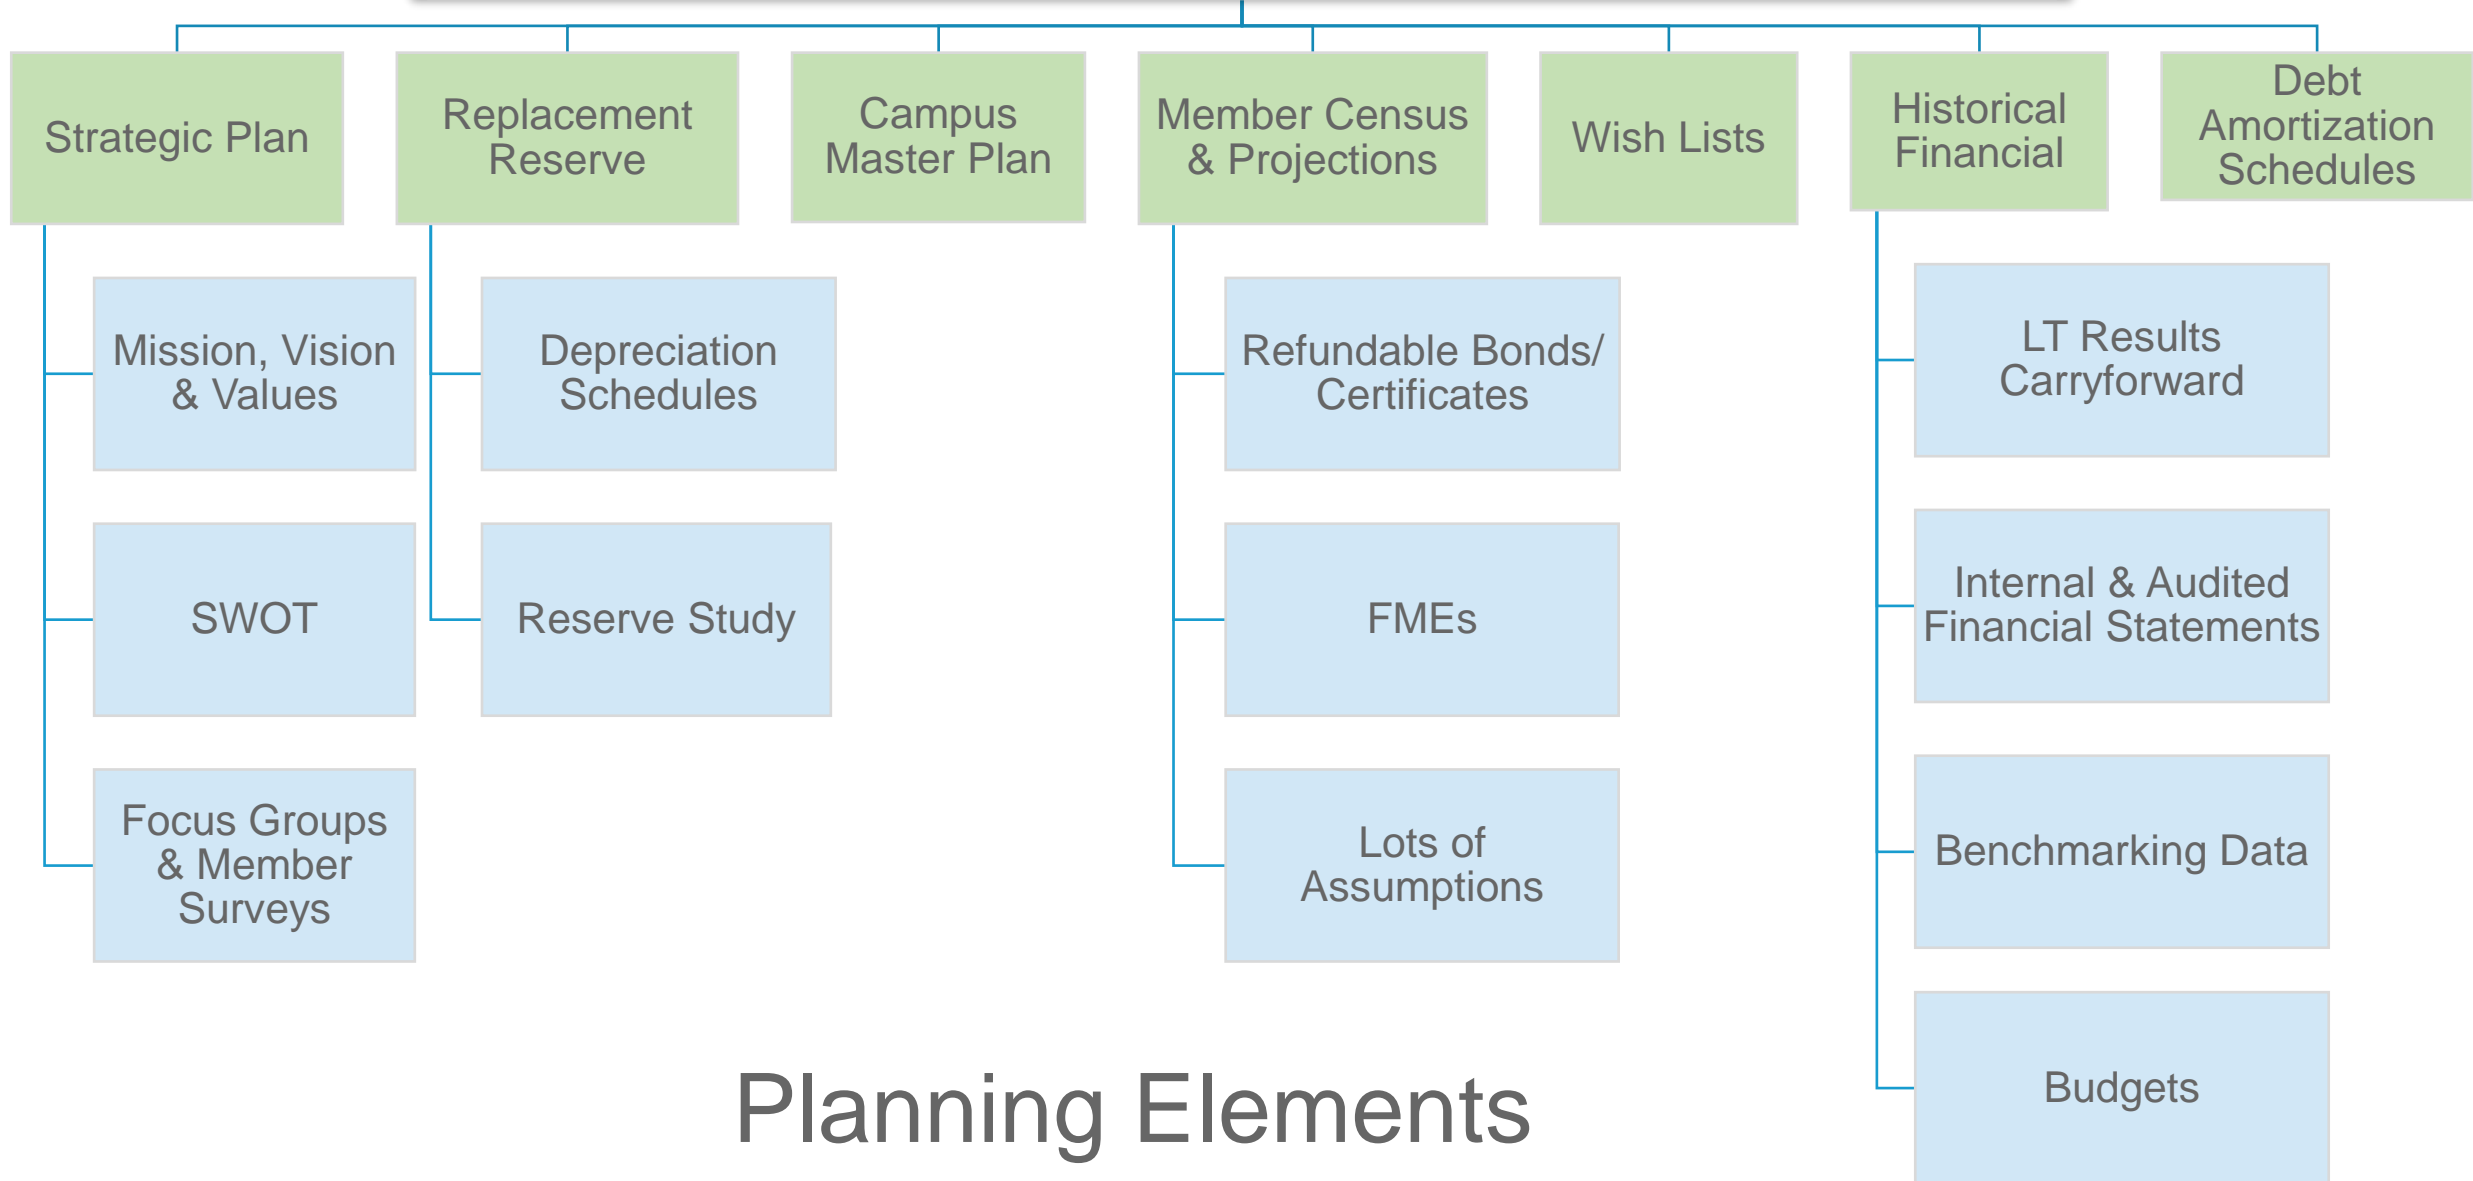 Strategic Plan
Replacement
Reserve
Campus
Master Plan
Member Census
& Projections
Wish Lists
Historical
Financial
Debt
Amortization
Schedules
Mission, Vision
& Values
SWOT
Focus Groups
& Member
Surveys
Depreciation
Schedules
Reserve Study
Refundable Bonds/
Certificates
FMEs
Lots of
Assumptions
LT Results
Carryforward
Internal & Audited
Financial Statements
Benchmarking Data
Budgets
Planning Elements